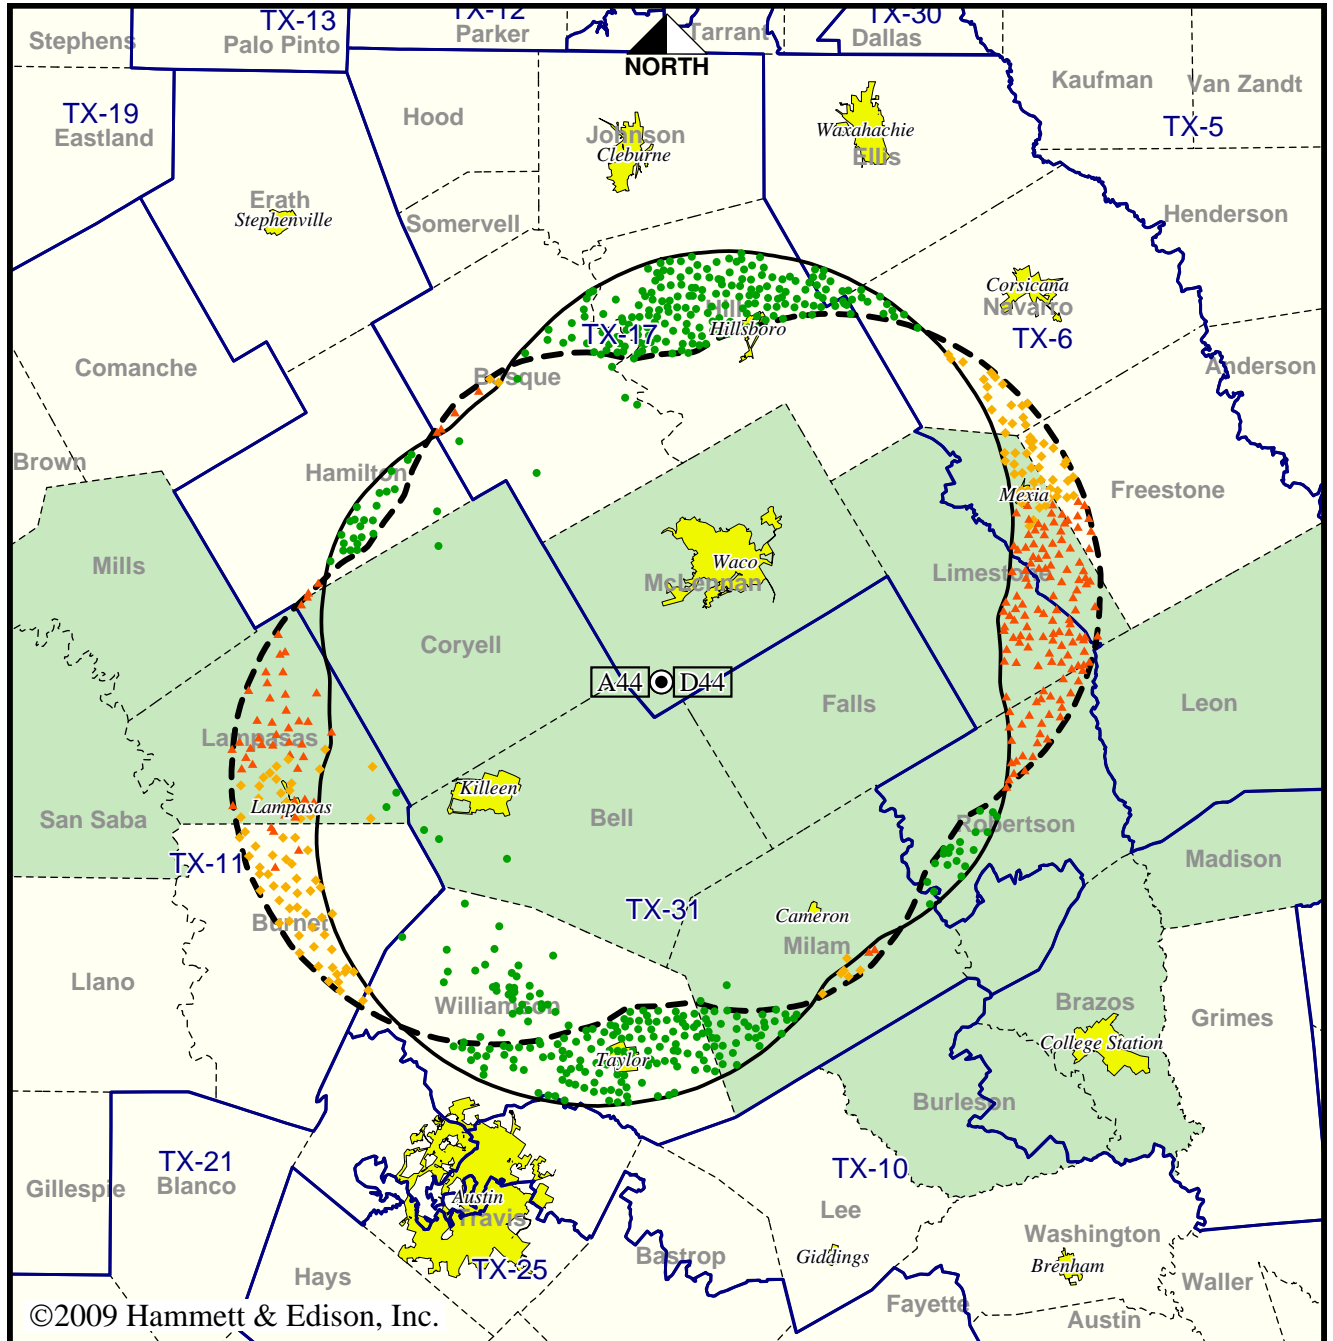 TX-13
TX-12
TX-30
Stephens
Palo Pinto
Parker
Tarrant
Dallas
NORTH
Kaufman
Van Zandt
TX-19
Eastland
Hood
Johnson
Cleburne
Waxahachie
Ellis
TX-5
Erath
Stephenville
Somervell
Henderson
Corsicana
Navarro
TX-6
Hill
Hillsboro
TX-17
Comanche
Bosque
Anderson
Brown
Hamilton
Mexia
Freestone
Mills
Waco
McLennan
Limestone
Coryell
A44
D44
Falls
Leon
Lampasas
Lampasas
Killeen
San Saba
Bell
Robertson
TX-11
Madison
TX-31
Cameron
Burnet
Milam
Llano
Williamson
Brazos
College Station
Grimes
Taylor
Burleson
TX-21
Blanco
Gillespie
TX-10
Austin
Travis
Lee
Giddings
Washington
Brenham
Bastrop
TX-25
Hays
Waller
Fayette
Austin
©2009 Hammett & Edison, Inc.